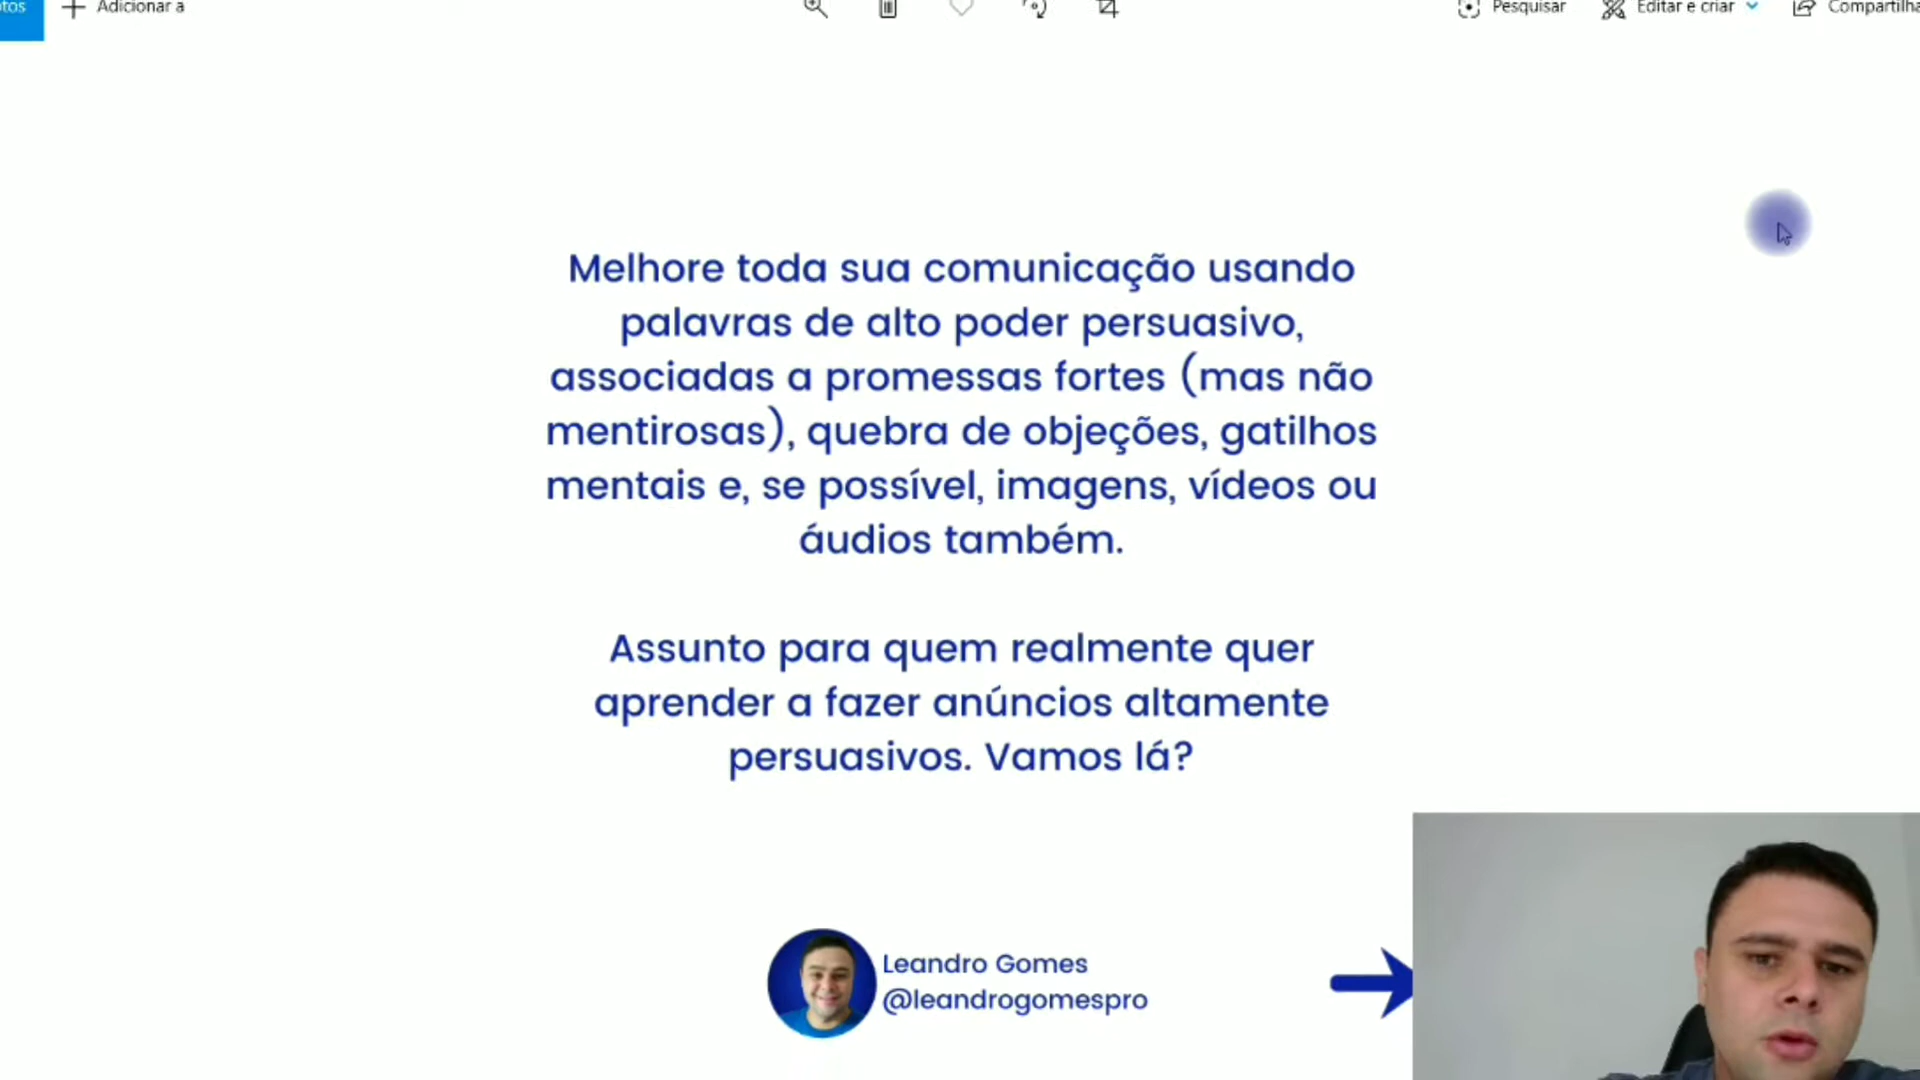 Adicionar a
Pesquisar
Editar e criar
Melhore toda sua comunicação usando
palavras de alto poder persuasivo,
associadas a promessas fortes (mas não
mentirosas), quebra de objeções, gatilhos
mentais e, se possível, imagens, vídeos ou
áudios também.
Assunto para quem realmente quer
aprender a fazer anúncios altamente
persuasivos. Vamos lá?
Leandro Gomes
@leandrogomespro